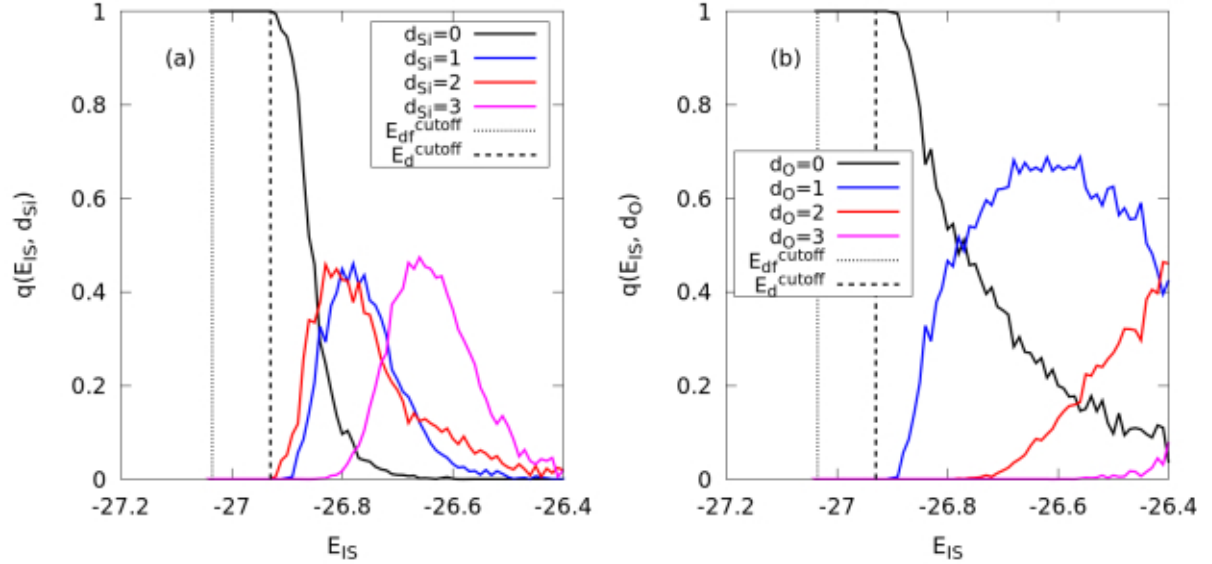 (a)
d_Si=0
d_Si=1
d_Si=2
d_Si=3
E_df^cutoff
E_d^cutoff
1
0.8
0.6
0.4
0.2
0
q(E_IS, d_Si)
-27.2
-27
-26.8
-26.6
-26.4
E_IS
(b)
d_O=0
d_O=1
d_O=2
d_O=3
E_df^cutoff
E_d^cutoff
1
0.8
0.6
0.4
0.2
0
q(E_IS, d_O)
-27.2
-27
-26.8
-26.6
-26.4
E_IS